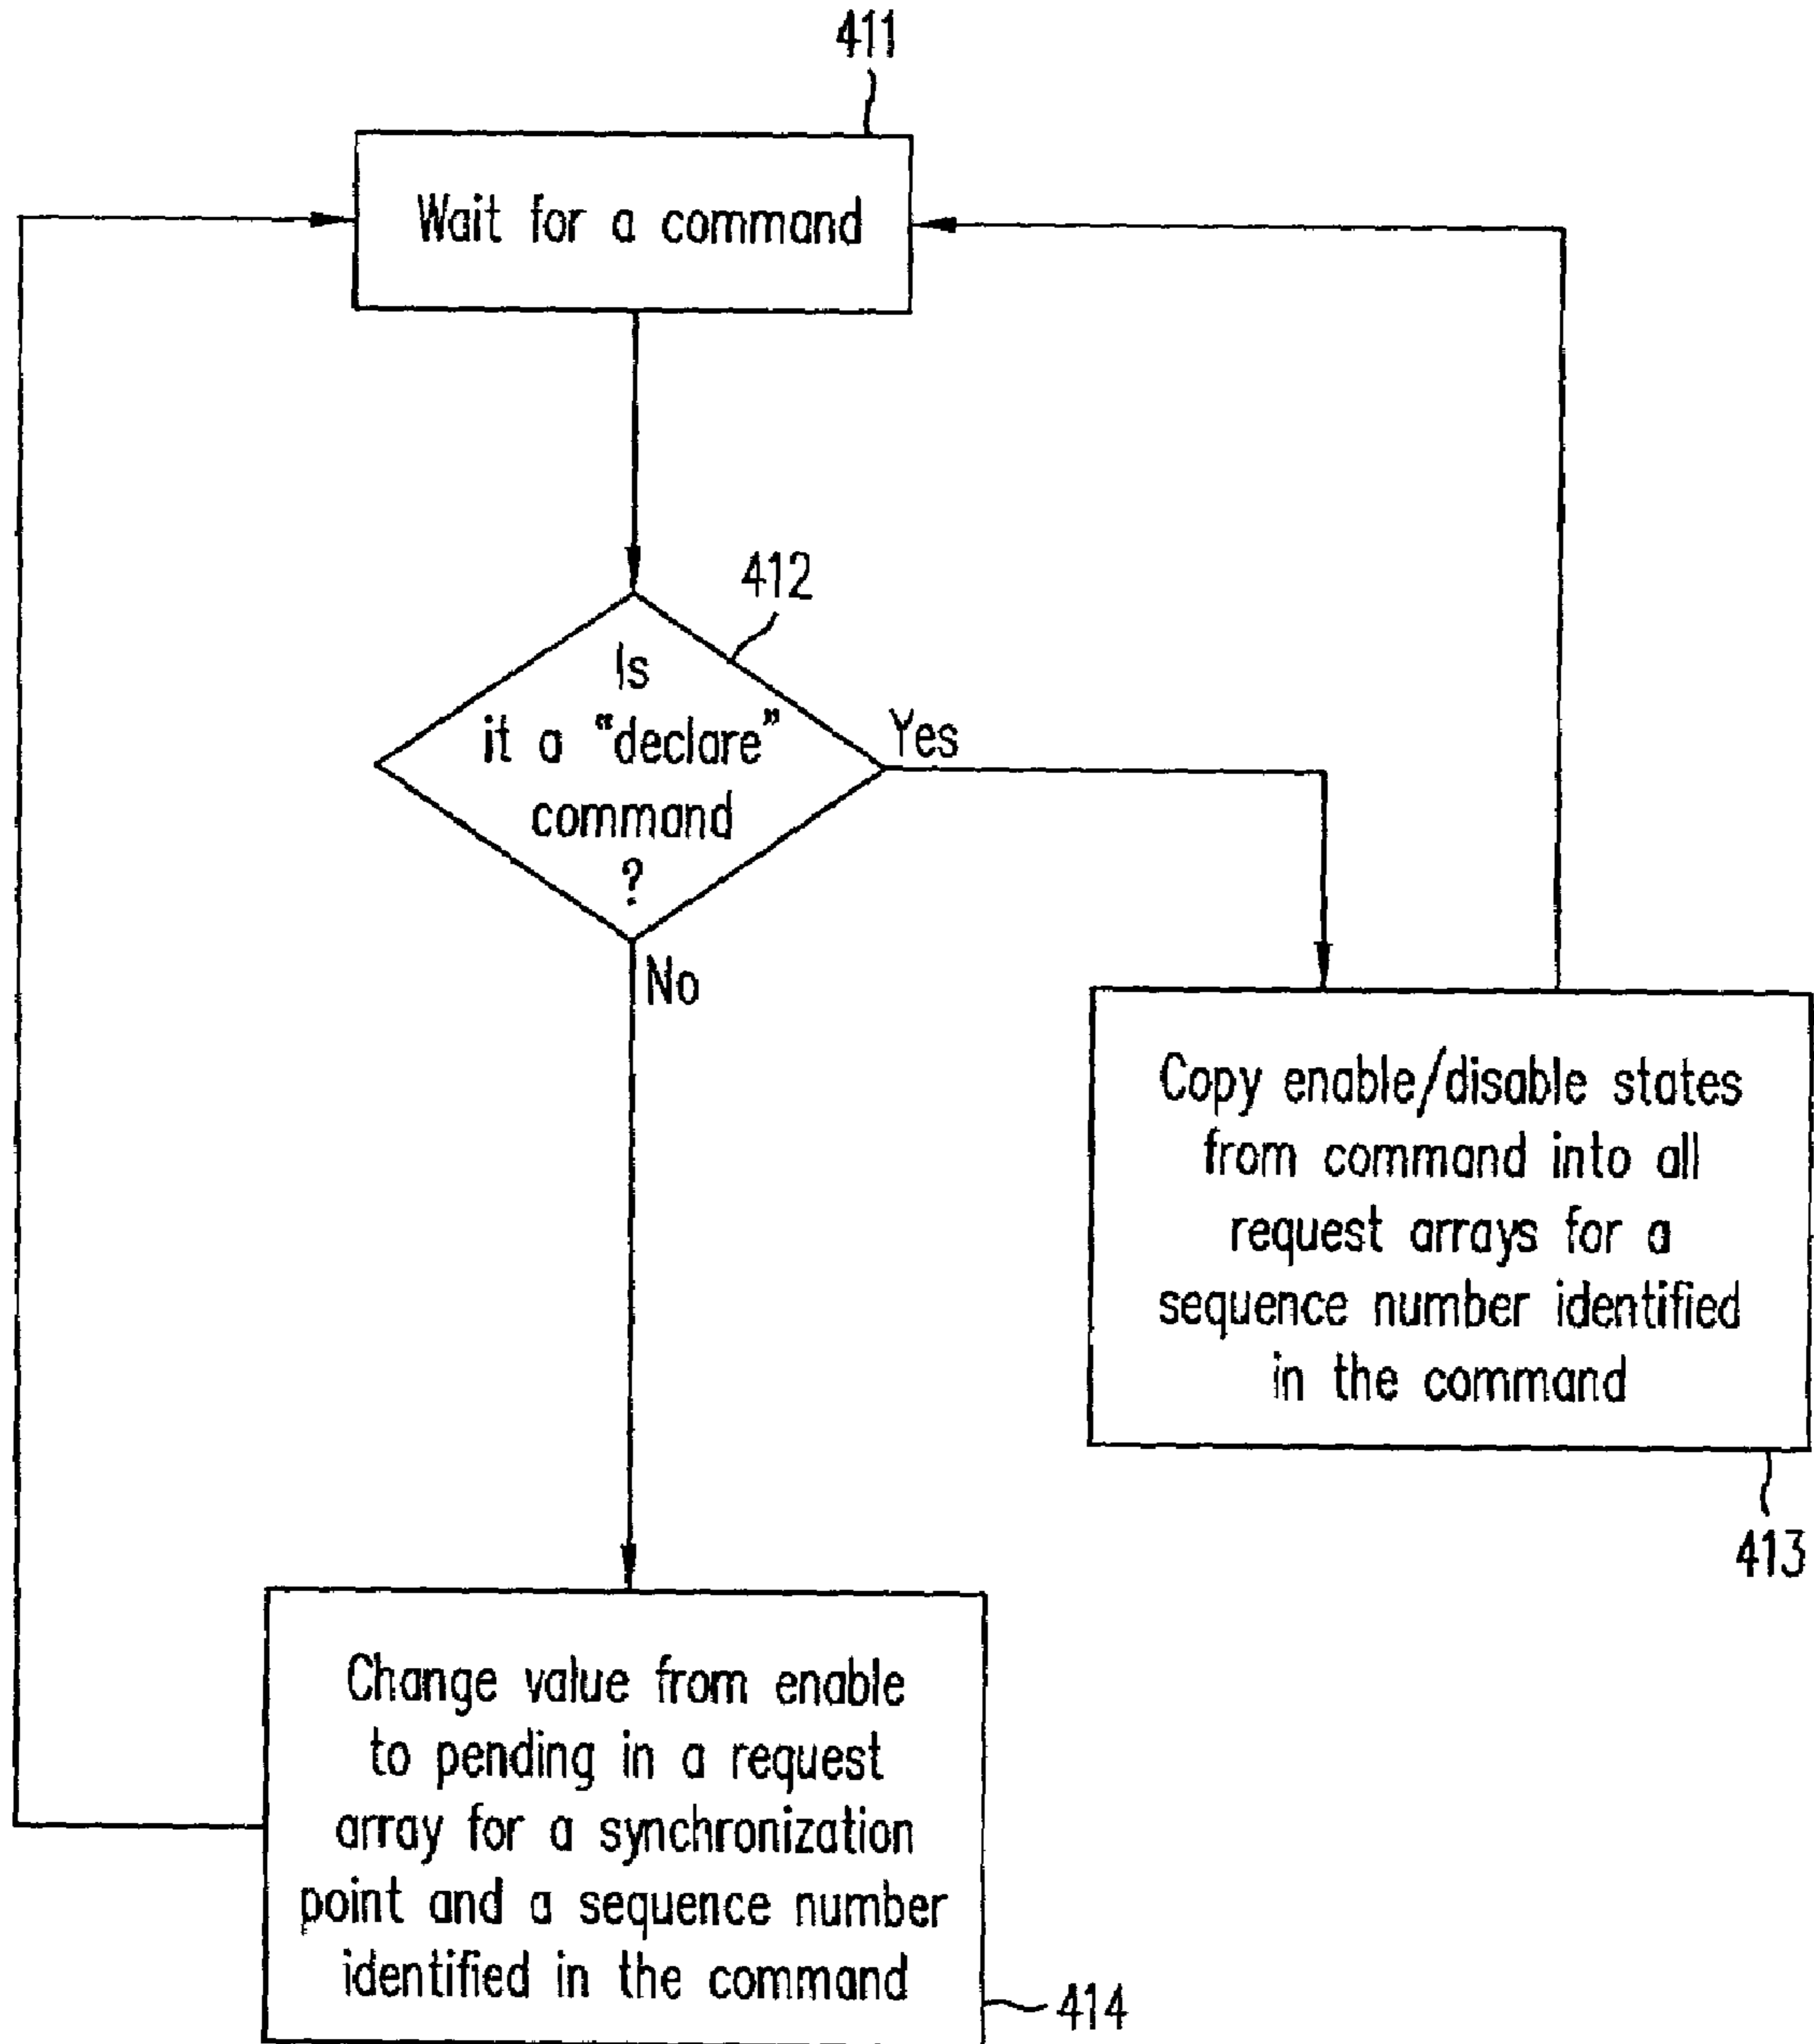 411
Wait for a command
412
Is
it a “declare”
command
?
Yes
No
Copy enable/disable states
from command into all
request arrays for a
sequence number identified
in the command
413
Change value from enable
to pending in a request
array for a synchronization
point and a sequence number
identified in the command
414